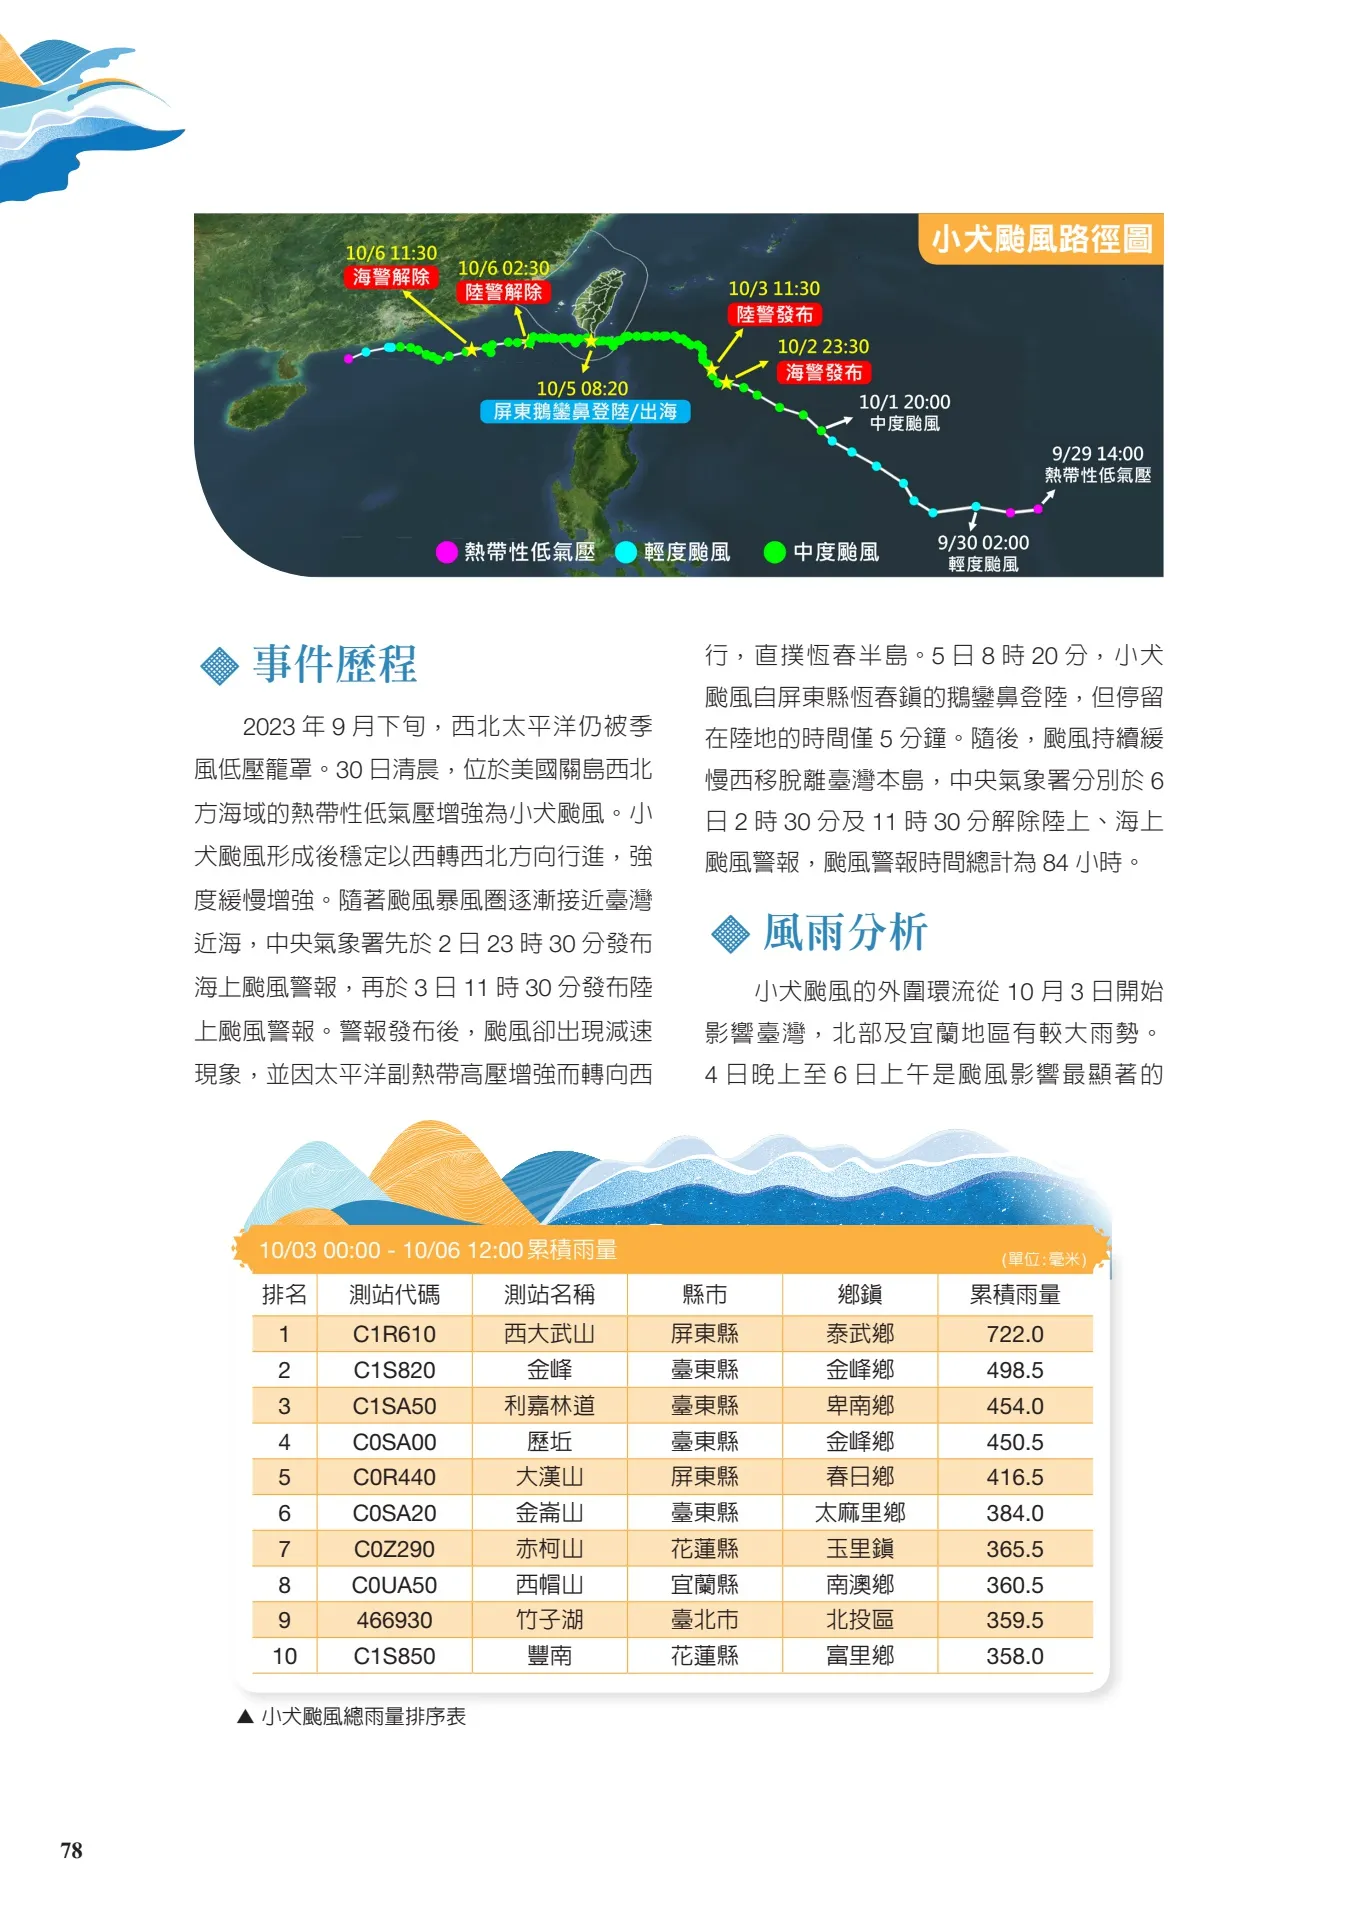 小犬颱風路徑圖
10/6 11:30
海警解除
10/6 02:30
陸警解除
10/3 11:30
陸警發布
10/2 23:30
海警發布
10/5 08:20
屏東鵝鑾鼻登陸/出海
10/1 20:00
中度颱風
9/29 14:00
熱帶性低氣壓
9/30 02:00
輕度颱風
熱帶性低氣壓 輕度颱風 中度颱風
事件歷程
2023 年 9 月下旬，西北太平洋仍被季
風低壓籠罩。30 日清晨，位於美國關島西北
方海域的熱帶性低氣壓增強為小犬颱風。小
犬颱風形成後穩定以西轉西北方向行進，強
度緩慢增強。隨著颱風暴風圈逐漸接近臺灣
近海，中央氣象署先於 2 日 23 時 30 分發布
海上颱風警報，再於 3 日 11 時 30 分發布陸
上颱風警報。警報發布後，颱風卻出現減速
現象，並因太平洋副熱帶高壓增強而轉向西
行，直撲恆春半島。5 日 8 時 20 分，小犬
颱風自屏東縣恆春鎮的鵝鑾鼻登陸，但停留
在陸地的時間僅 5 分鐘。隨後，颱風持續緩
慢西移脫離臺灣本島，中央氣象署分別於 6
日 2 時 30 分及 11 時 30 分解除陸上、海上
颱風警報，颱風警報時間總計為 84 小時。
風雨分析
小犬颱風的外圍環流從 10 月 3 日開始
影響臺灣，北部及宜蘭地區有較大雨勢。
4 日晚上至 6 日上午是颱風影響最顯著的
10/03 00:00 - 10/06 12:00 累積雨量 (單位:毫米)
排名 測站代碼 測站名稱 縣市 鄉鎮 累積雨量
1 C1R610 西大武山 屏東縣 泰武鄉 722.0
2 C1S820 金峰 臺東縣 金峰鄉 498.5
3 C1SA50 利嘉林道 臺東縣 卑南鄉 454.0
4 C0SA00 歷坵 臺東縣 金峰鄉 450.5
5 C0R440 大漢山 屏東縣 春日鄉 416.5
6 C0SA20 金崙山 臺東縣 太麻里鄉 384.0
7 C0Z290 赤柯山 花蓮縣 玉里鎮 365.5
8 C0UA50 西帽山 宜蘭縣 南澳鄉 360.5
9 466930 竹子湖 臺北市 北投區 359.5
10 C1S850 豐南 花蓮縣 富里鄉 358.0
▲ 小犬颱風總雨量排序表
78